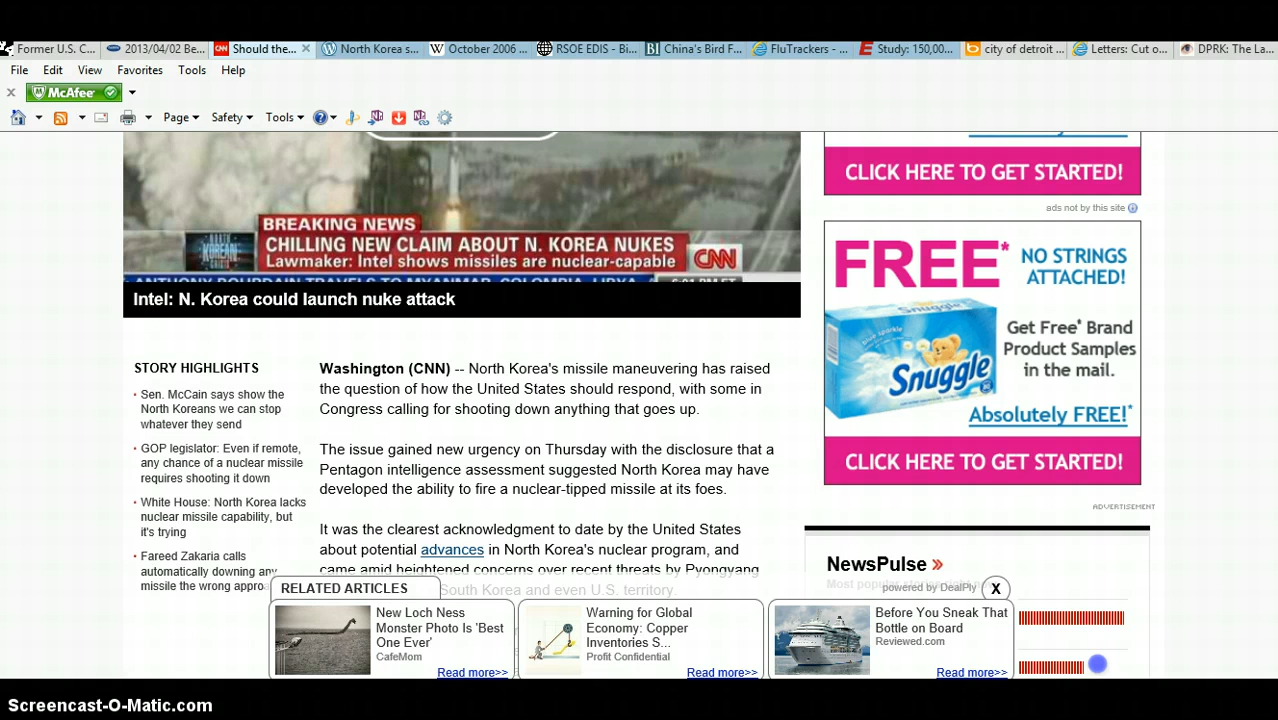 Former U.S. C...
2013/04/02 Be...
CNN
Should the...
North Korea s...
W
October 2006 ...
RSOE EDIS - Bi...
BI
China's Bird F...
FluTrackers - ...
Study: 150,00...
city of detroit ...
Letters: Cut o...
DPRK: The La...
File
Edit
View
Favorites
Tools
Help
McAfee
Page
Safety
Tools
BREAKING NEWS
CHILLING NEW CLAIM ABOUT N. KOREA NUKES
Lawmaker: Intel shows missiles are nuclear-capable
CNN
ANTHONY BOURDAIN TRAVELS TO MYANMAR, COLOMBIA, LIBYA
Intel: N. Korea could launch nuke attack
STORY HIGHLIGHTS
Sen. McCain says show the
North Koreans we can stop
whatever they send
GOP legislator: Even if remote,
any chance of a nuclear missile
requires shooting it down
White House: North Korea lacks
nuclear missile capability, but
it's trying
Fareed Zakaria calls
automatically downing any
missile the wrong approa
Washington (CNN) -- North Korea's missile maneuvering has raised
the question of how the United States should respond, with some in
Congress calling for shooting down anything that goes up.
The issue gained new urgency on Thursday with the disclosure that a
Pentagon intelligence assessment suggested North Korea may have
developed the ability to fire a nuclear-tipped missile at its foes.
It was the clearest acknowledgment to date by the United States
about potential advances in North Korea's nuclear program, and
came amid heightened concerns over recent threats by Pyongyang
South Korea and even U.S. territory.
CLICK HERE TO GET STARTED!
ads not by this site
FREE*
NO STRINGS
ATTACHED!
Get Free* Brand
Product Samples
in the mail.
Snuggle
Absolutely FREE!*
CLICK HERE TO GET STARTED!
ADVERTISEMENT
NewsPulse »
powered by DealPly
X
RELATED ARTICLES
New Loch Ness
Monster Photo Is 'Best
One Ever'
CafeMom
Read more>>
Warning for Global
Economy: Copper
Inventories S...
Profit Confidential
Read more>>
Before You Sneak That
Bottle on Board
Reviewed.com
Read more>>
Screencast-O-Matic.com